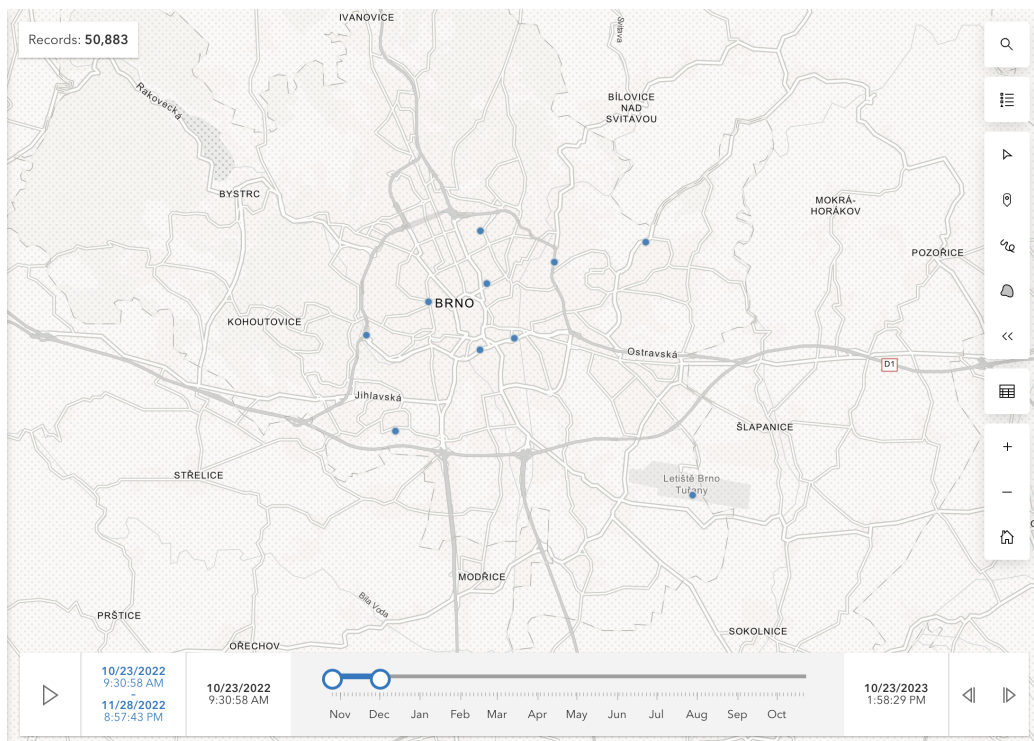 IVANOVICE
Svitava
Records: 50,883
Rakovecká
BÍLOVICE
NAD
SVITAVOU
BYSTRC
MOKRÁ-
HORÁKOV
POZOŘICE
BRNO
KOHOUTOVICE
Ostravská
D1
Jihlavská
ŠLAPANICE
STŘELICE
Letiště Brno
Tuřany
MODŘICE
Bílá Voda
PRŠTICE
SOKOLNICE
OŘECHOV
10/23/2022
9:30:58 AM
–
11/28/2022
8:57:43 PM
10/23/2022
9:30:58 AM
Nov Dec Jan Feb Mar Apr May Jun Jul Aug Sep Oct
10/23/2023
1:58:29 PM